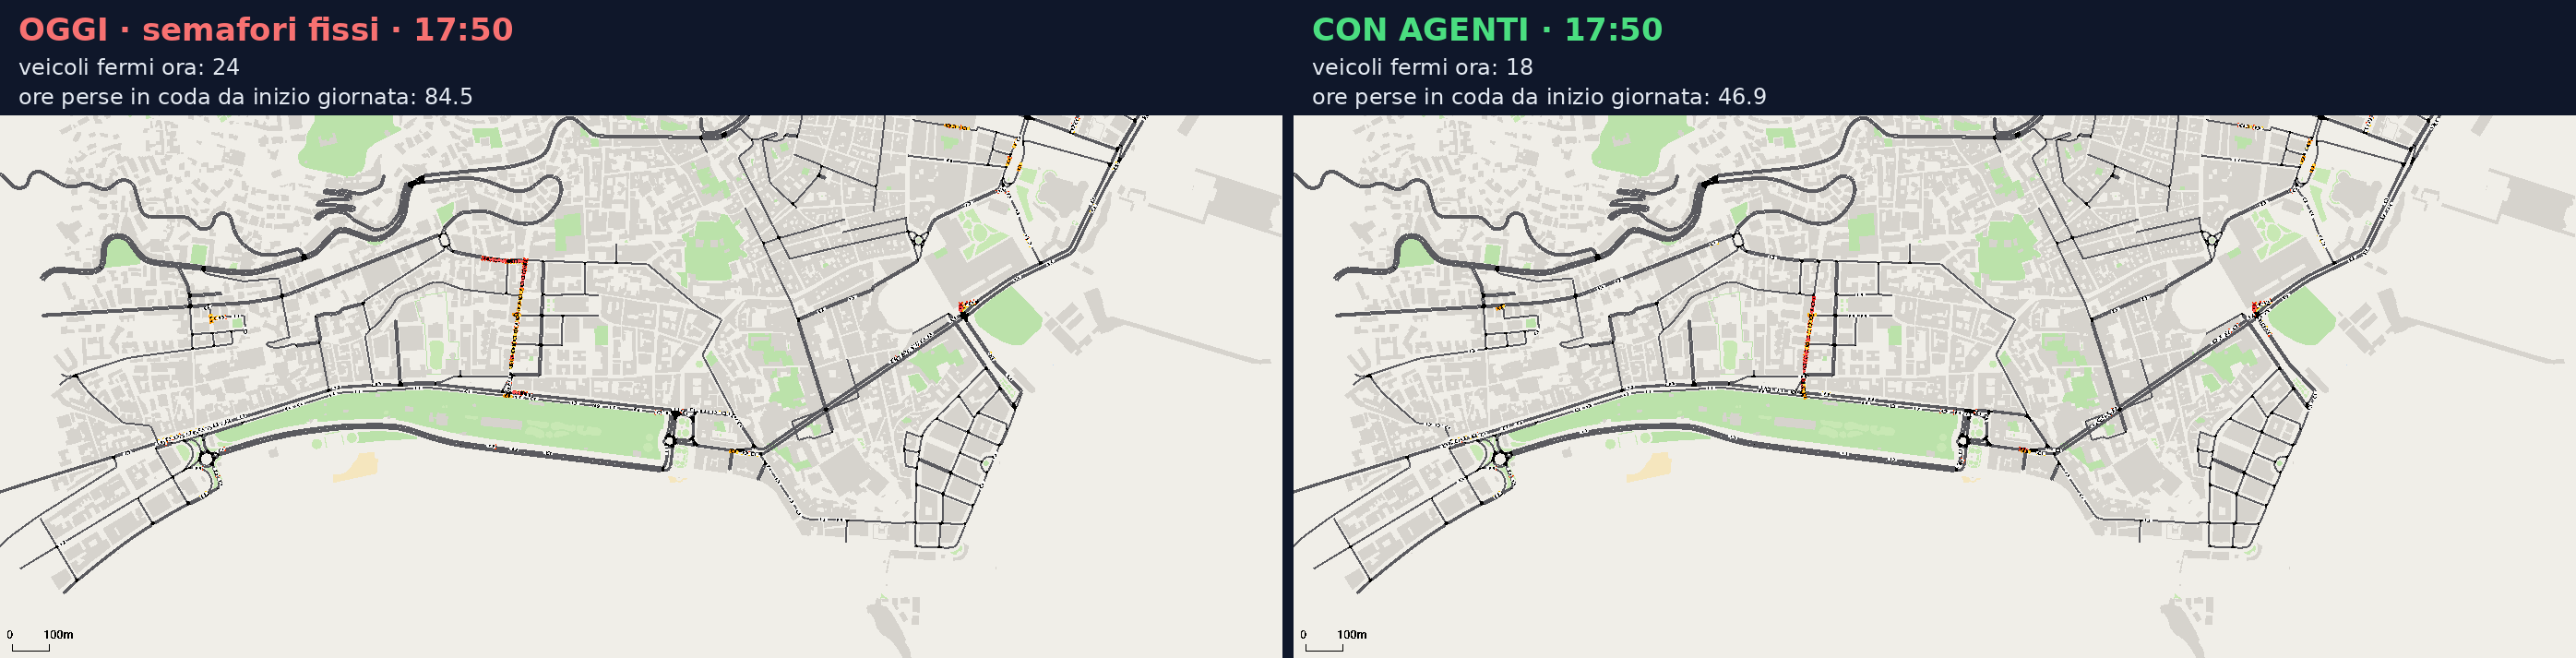 OGGI · semafori fissi · 17:50
veicoli fermi ora: 24
ore perse in coda da inizio giornata: 84.5
CON AGENTI · 17:50
veicoli fermi ora: 18
ore perse in coda da inizio giornata: 46.9
0 100m
0 100m